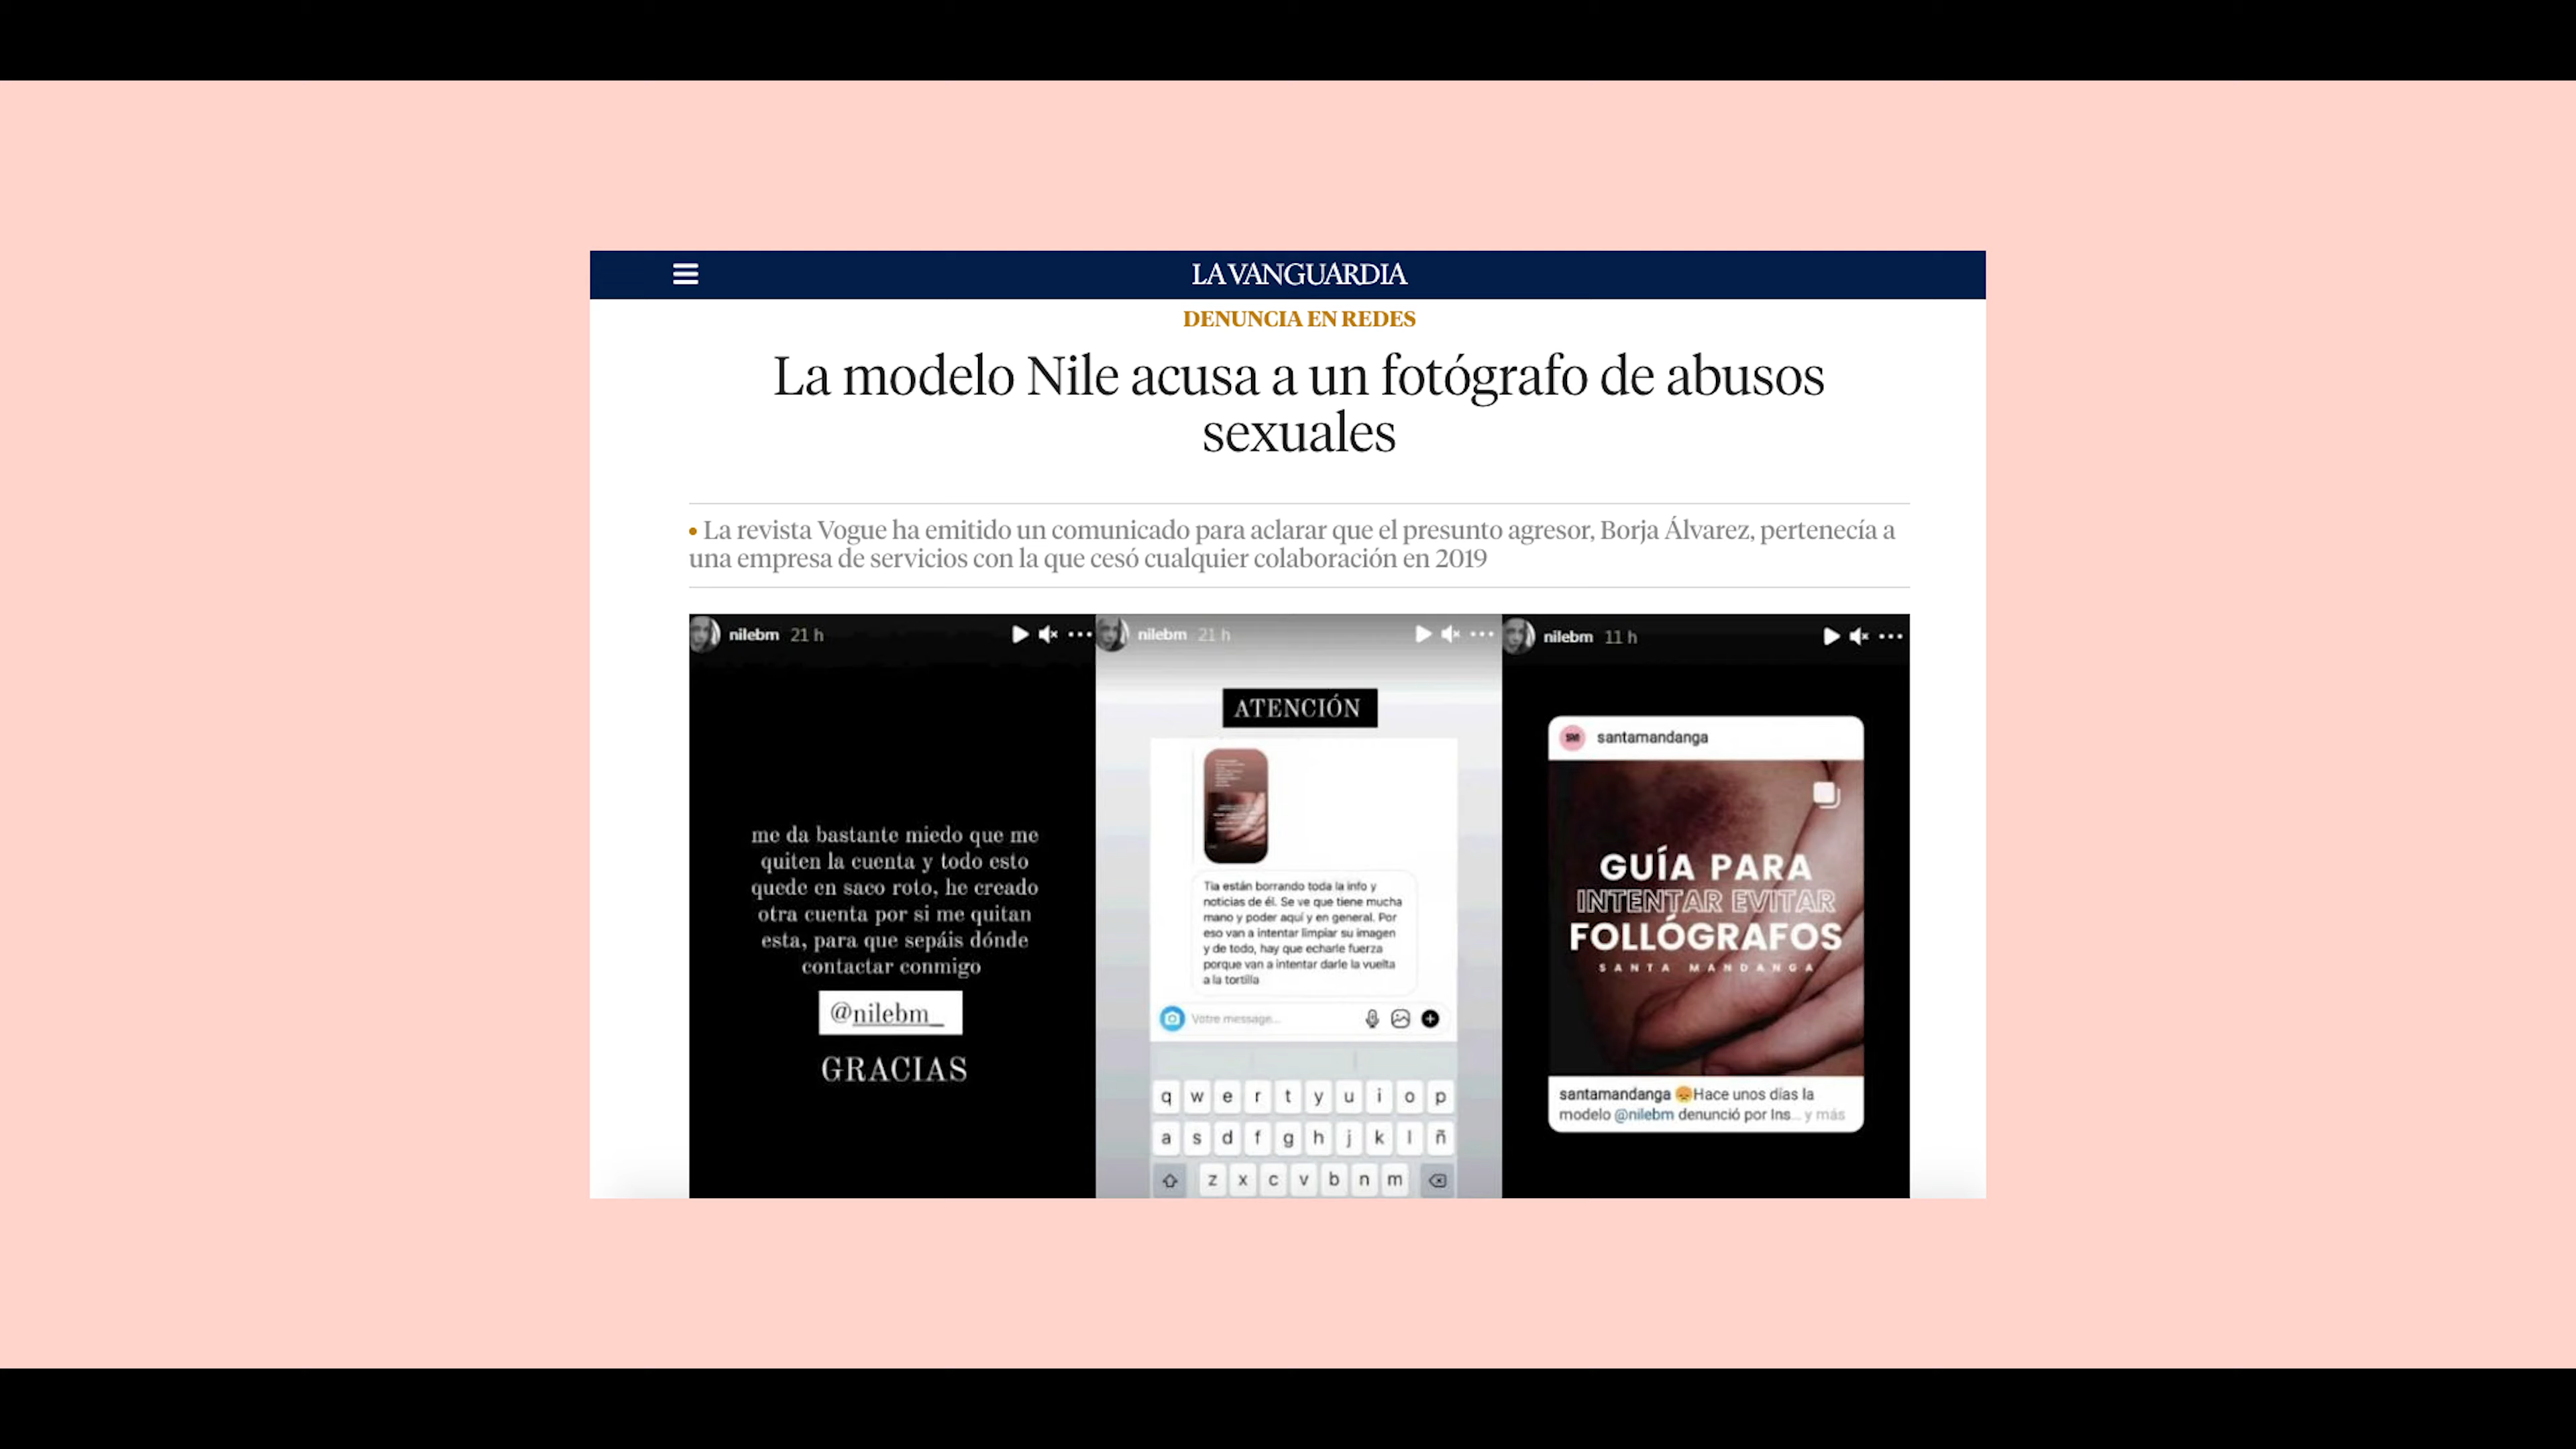 LA VANGUARDIA
DENUNCIA EN REDES
La modelo Nile acusa a un fotógrafo de abusos
sexuales
• La revista Vogue ha emitido un comunicado para aclarar que el presunto agresor, Borja Álvarez, pertenecía a
una empresa de servicios con la que cesó cualquier colaboración en 2019
nilebm 21 h
me da bastante miedo que me
quiten la cuenta y todo esto
quede en saco roto, he creado
otra cuenta por si me quitan
esta, para que sepáis dónde
contactar conmigo
@nilebm_
GRACIAS
nilebm 21 h
ATENCIÓN
Tia están borrando toda la info y
noticias de él. Se ve que tiene mucha
mano y poder aquí y en general. Por
eso van a intentar limpiar su imagen
y de todo, hay que echarle fuerza
porque van a intentar darle la vuelta
a la tortilla
Votre message...
q w e r t y u i o p
a s d f g h j k l ñ
z x c v b n m
nilebm 11 h
SM
santamandanga
GUÍA PARA
INTENTAR EVITAR
FOLLÓGRAFOS
SANTA MANDANGA
santamandanga 😞Hace unos días la
modelo @nilebm denunció por Ins... y más